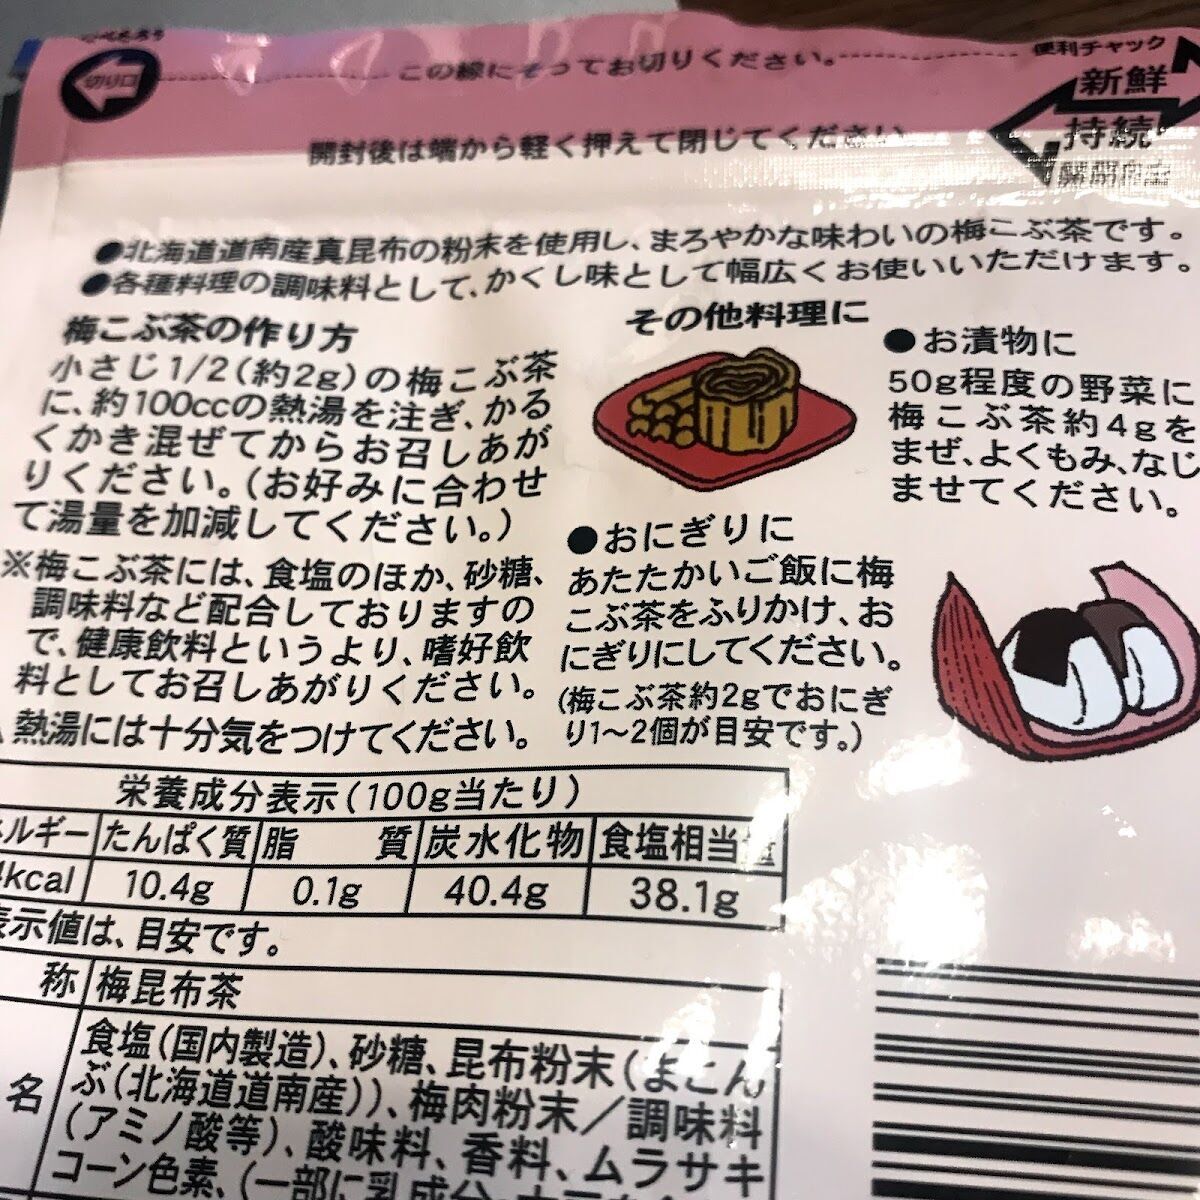 切り口
この線にそってお切りください。
便利チャック
新鮮
持続
開封後は端から軽く押えて閉じてください
●北海道道南産真昆布の粉末を使用し、まろやかな味わいの梅こぶ茶です。
●各種料理の調味料として、かくし味として幅広くお使いいただけます。
梅こぶ茶の作り方
小さじ1/2(約2g)の梅こぶ茶
に、約100ccの熱湯を注ぎ、かる
くかき混ぜてからお召しあが
りください。(お好みに合わせ
て湯量を加減してください。)
※梅こぶ茶には、食塩のほか、砂糖、
調味料など配合しておりますの
で、健康飲料というより、嗜好飲
料としてお召しあがりください。
熱湯には十分気をつけてください。
その他料理に
●お漬物に
50g程度の野菜に
梅こぶ茶約4gを
まぜ、よくもみ、なじ
ませてください。
●おにぎりに
あたたかいご飯に梅
こぶ茶をふりかけ、お
にぎりにしてください。
(梅こぶ茶約2gでおにぎ
り1〜2個が目安です。)
栄養成分表示(100g当たり)
ルギー たんぱく質 脂質 炭水化物 食塩相当量
kcal 10.4g 0.1g 40.4g 38.1g
表示値は、目安です。
称 梅昆布茶
名 食塩(国内製造)、砂糖、昆布粉末(まこん
ぶ(北海道道南産))、梅肉粉末/調味料
(アミノ酸等)、酸味料、香料、ムラサキ
コーン色素、(一部に乳成分・